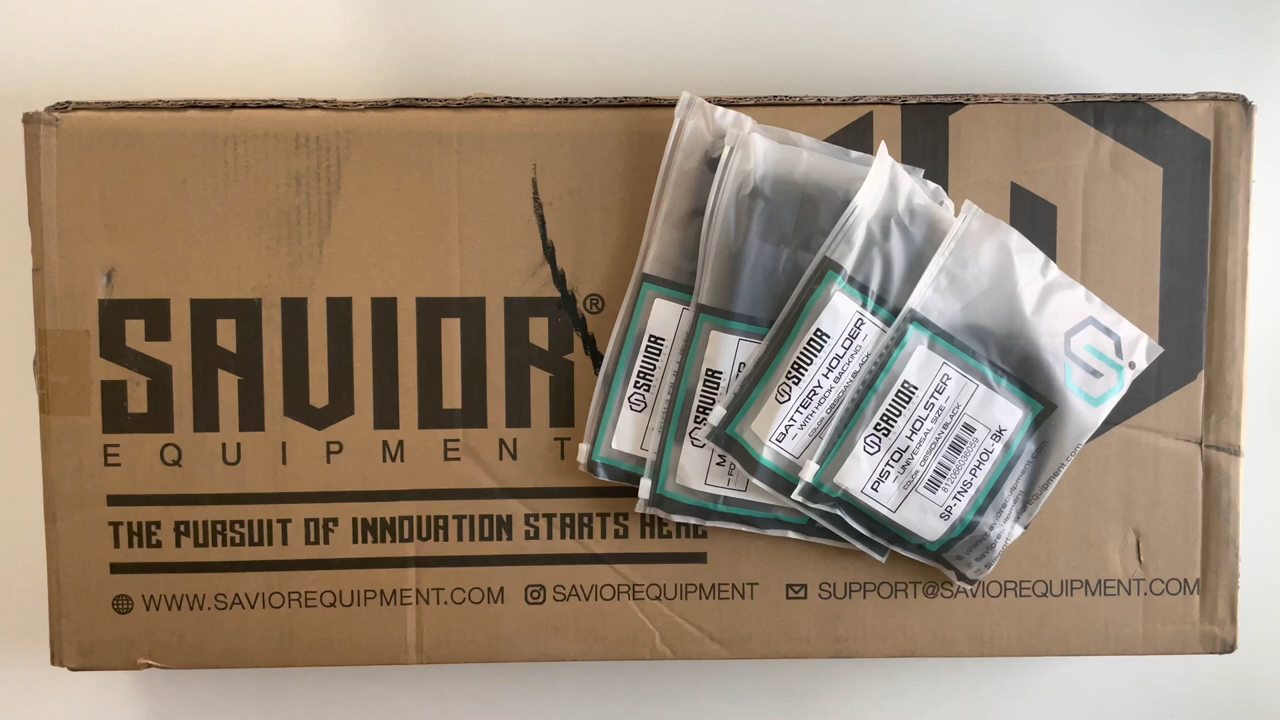 SAVIOR®
EQUIPMENT
THE PURSUIT OF INNOVATION STARTS HERE
WWW.SAVIOREQUIPMENT.COM SAVIOREQUIPMENT SUPPORT@SAVIOREQUIPMENT.COM
SAVIOR
SAVIOR
SAVIOR
BATTERY HOLDER
– WITH HOOK BACKING –
COLOR: OBSIDIAN BLACK
SAVIOR
PISTOL HOLSTER
– UNIVERSAL SIZE –
COLOR: OBSIDIAN BLACK
812066036059
SP-TNS-PHOL-BK